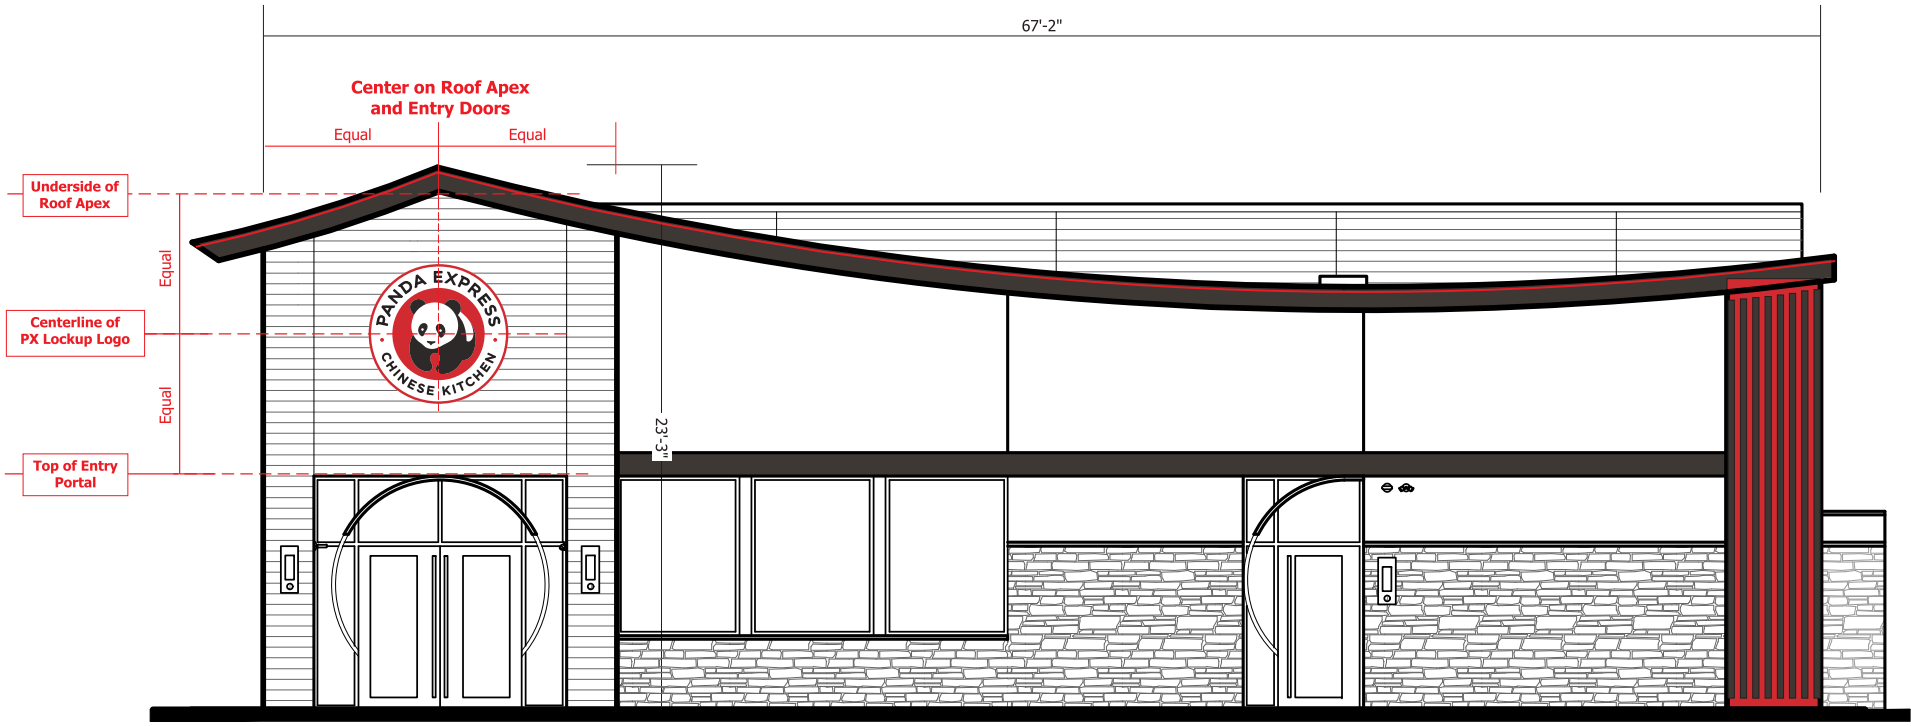 67'-2"
Center on Roof Apex
and Entry Doors
Equal
Equal
Underside of
Roof Apex
Equal
PANDA EXPRESS
CHINESE KITCHEN
Centerline of
PX Lockup Logo
Equal
23'-3"
Top of Entry
Portal